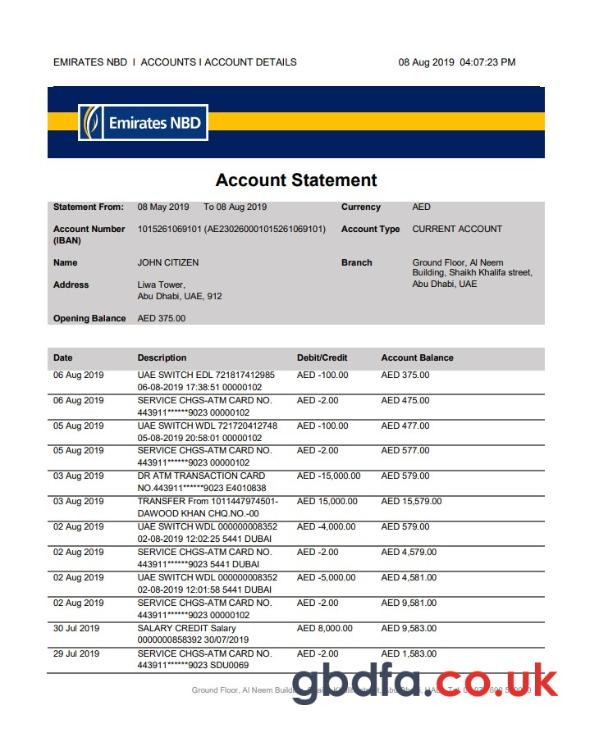 EMIRATES NBD I ACCOUNTS I ACCOUNT DETAILS 08 Aug 2019 04:07:23 PM
Emirates NBD
Account Statement
Statement From: 08 May 2019 To 08 Aug 2019 Currency AED
Account Number 1015261069101 (AE230260001015261069101) Account Type CURRENT ACCOUNT
(IBAN)
Name JOHN CITIZEN Branch Ground Floor, Al Neem
Building, Shaikh Khalifa street,
Address Liwa Tower, Abu Dhabi, UAE
Abu Dhabi, UAE, 912
Opening Balance AED 375.00
Date Description Debit/Credit Account Balance
06 Aug 2019 UAE SWITCH EDL 721817412985 AED -100.00 AED 375.00
06-08-2019 17:38:51 00000102
06 Aug 2019 SERVICE CHGS-ATM CARD NO. AED -2.00 AED 475.00
443911******9023 00000102
05 Aug 2019 UAE SWITCH WDL 721720412748 AED -100.00 AED 477.00
05-08-2019 20:58:01 00000102
05 Aug 2019 SERVICE CHGS-ATM CARD NO. AED -2.00 AED 577.00
443911******9023 00000102
03 Aug 2019 DR ATM TRANSACTION CARD AED -15,000.00 AED 579.00
NO.443911******9023 E4010838
03 Aug 2019 TRANSFER From 1011447974501- AED 15,000.00 AED 15,579.00
DAWOOD KHAN CHQ.NO.-00
02 Aug 2019 UAE SWITCH WDL 000000008352 AED -4,000.00 AED 579.00
02-08-2019 12:02:25 5441 DUBAI
02 Aug 2019 SERVICE CHGS-ATM CARD NO. AED -2.00 AED 4,579.00
443911******9023 5441 DUBAI
02 Aug 2019 UAE SWITCH WDL 000000008352 AED -5,000.00 AED 4,581.00
02-08-2019 12:01:58 5441 DUBAI
02 Aug 2019 SERVICE CHGS-ATM CARD NO. AED -2.00 AED 9,581.00
443911******9023 00000102
30 Jul 2019 SALARY CREDIT Salary AED 8,000.00 AED 9,583.00
0000000858392 30/07/2019
29 Jul 2019 SERVICE CHGS-ATM CARD NO. AED -2.00 AED 1,583.00
443911******9023 SDU0069
Ground Floor, Al Neem
gbdfa.co.uk